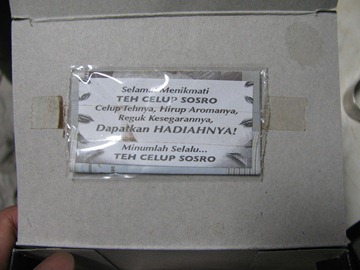 Selamat Menikmati
TEH CELUP SOSRO
Celup Tehnya, Hirup Aromanya,
Reguk Kesegarannya,
Dapatkan HADIAHNYA!
Minumlah Selalu...
TEH CELUP SOSRO